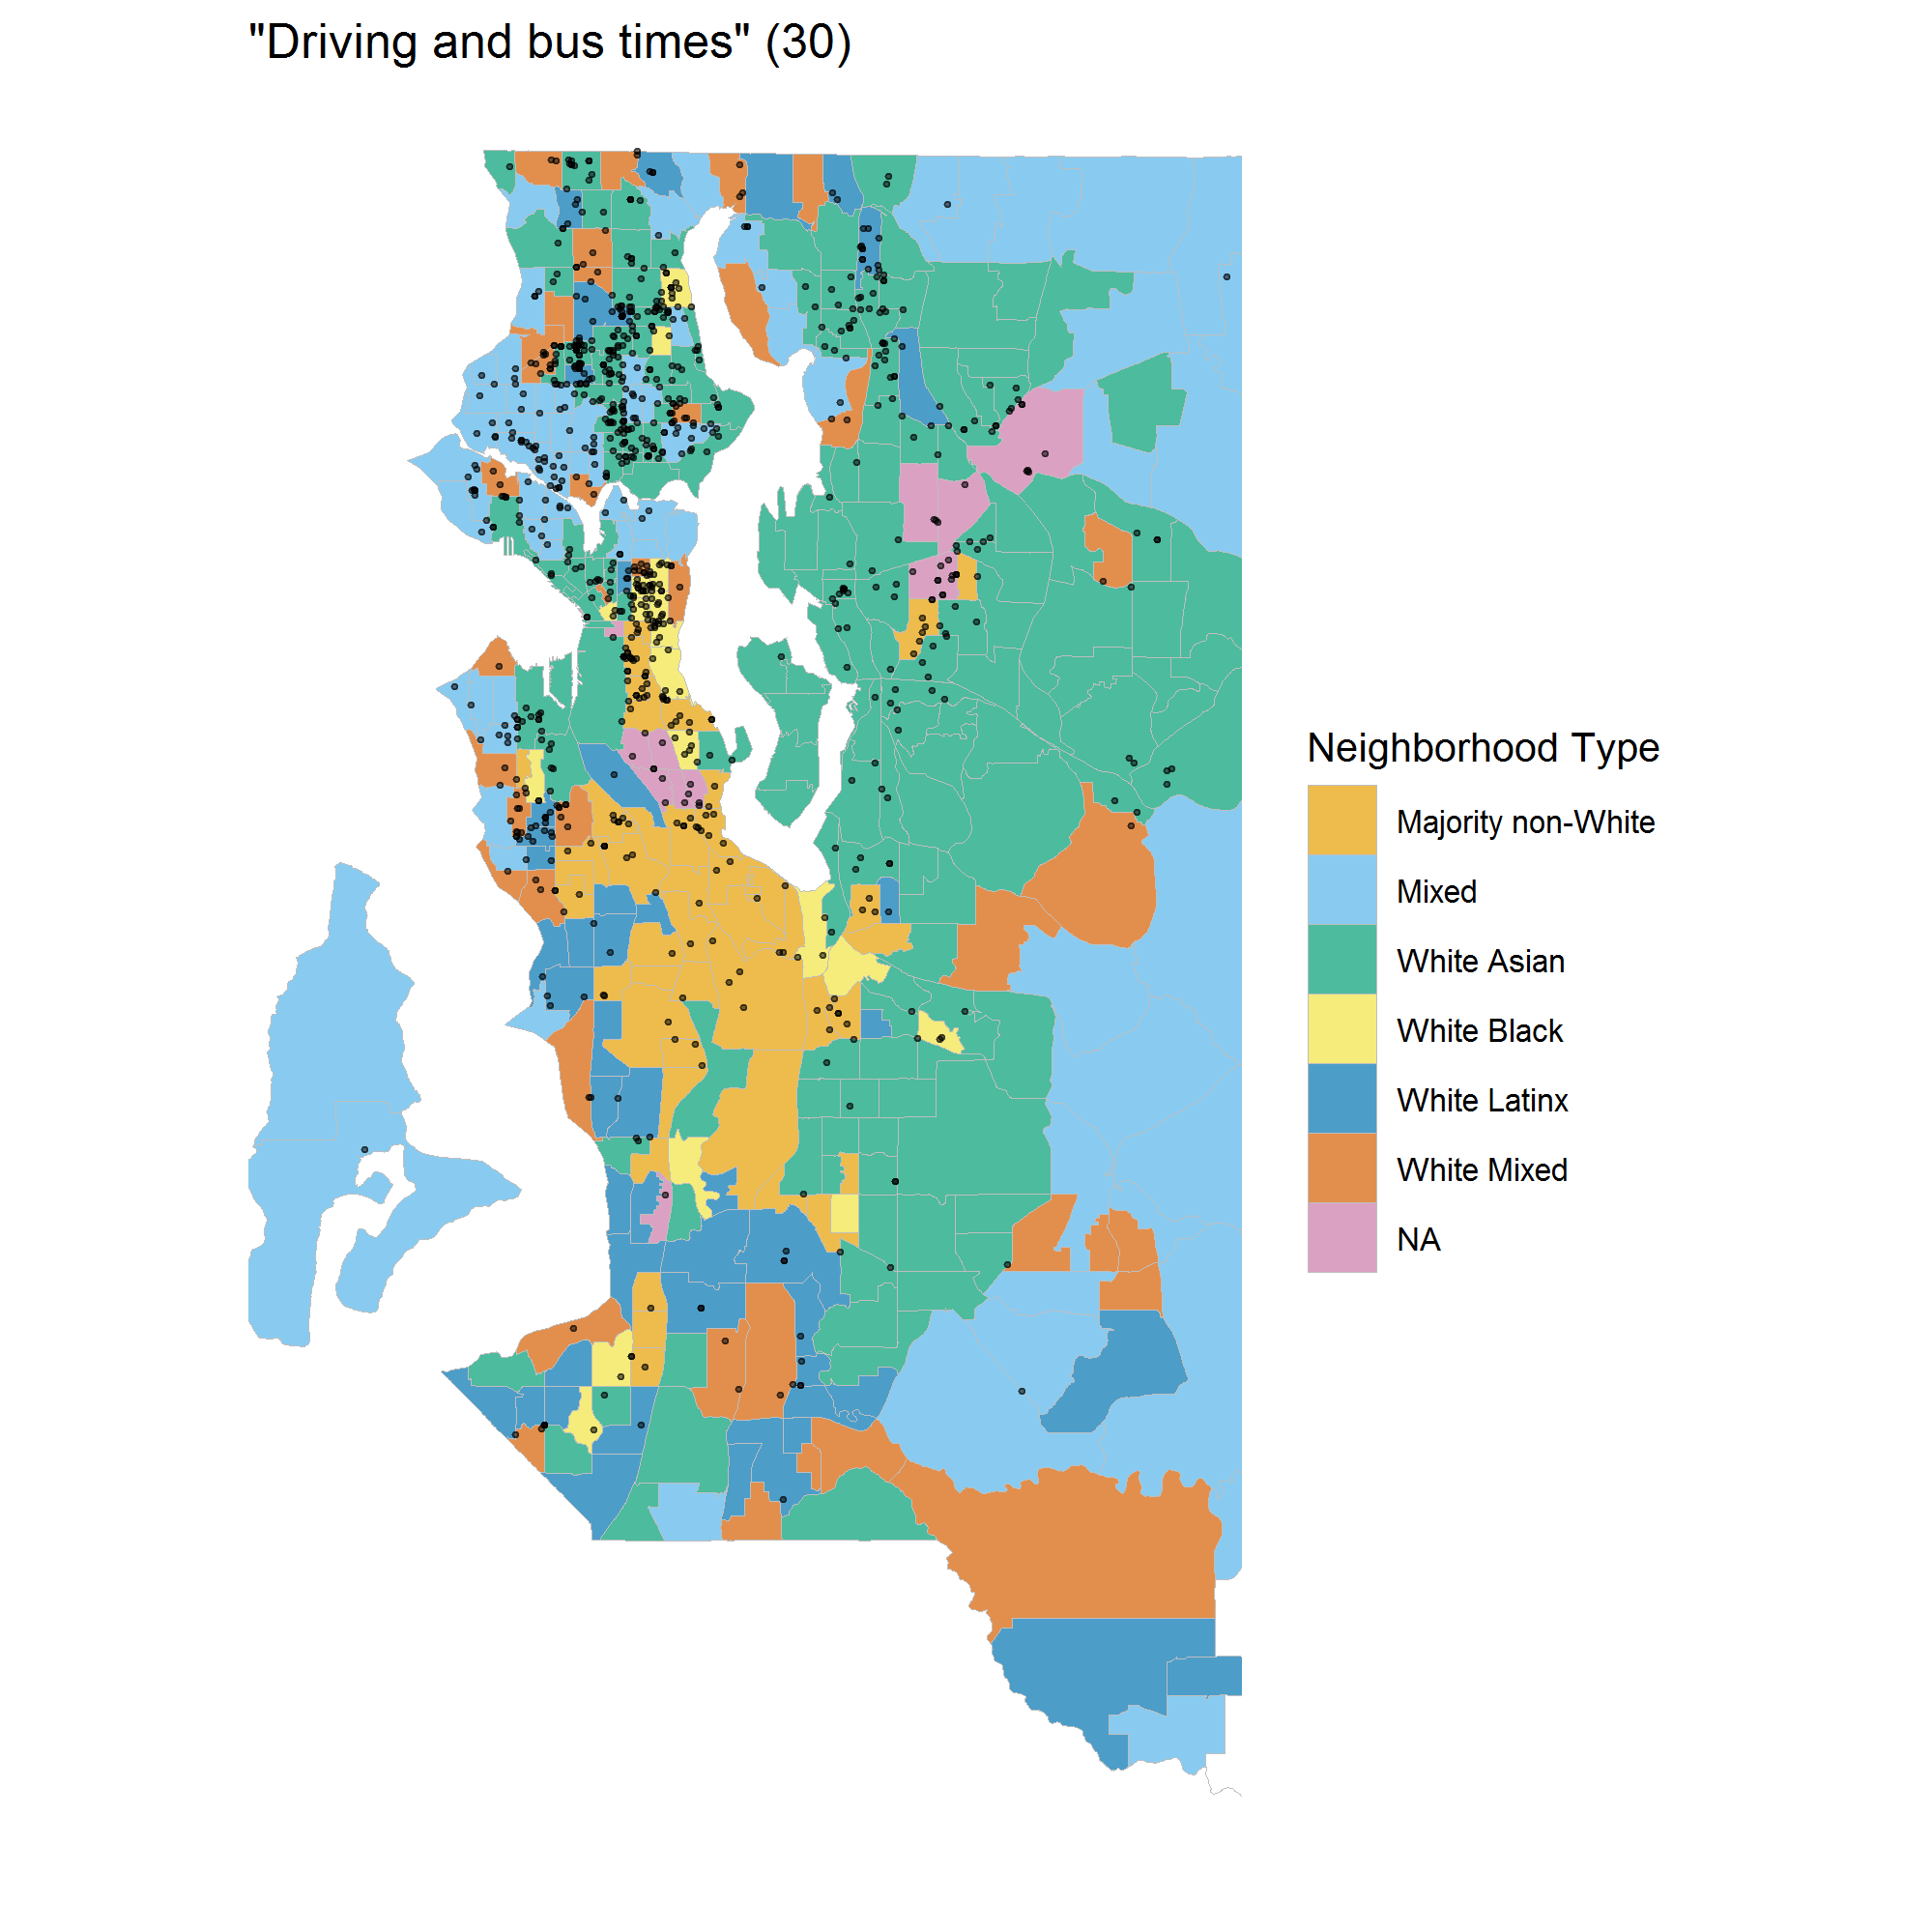 "Driving and bus times" (30)
Neighborhood Type
Majority non-White
Mixed
White Asian
White Black
White Latinx
White Mixed
NA